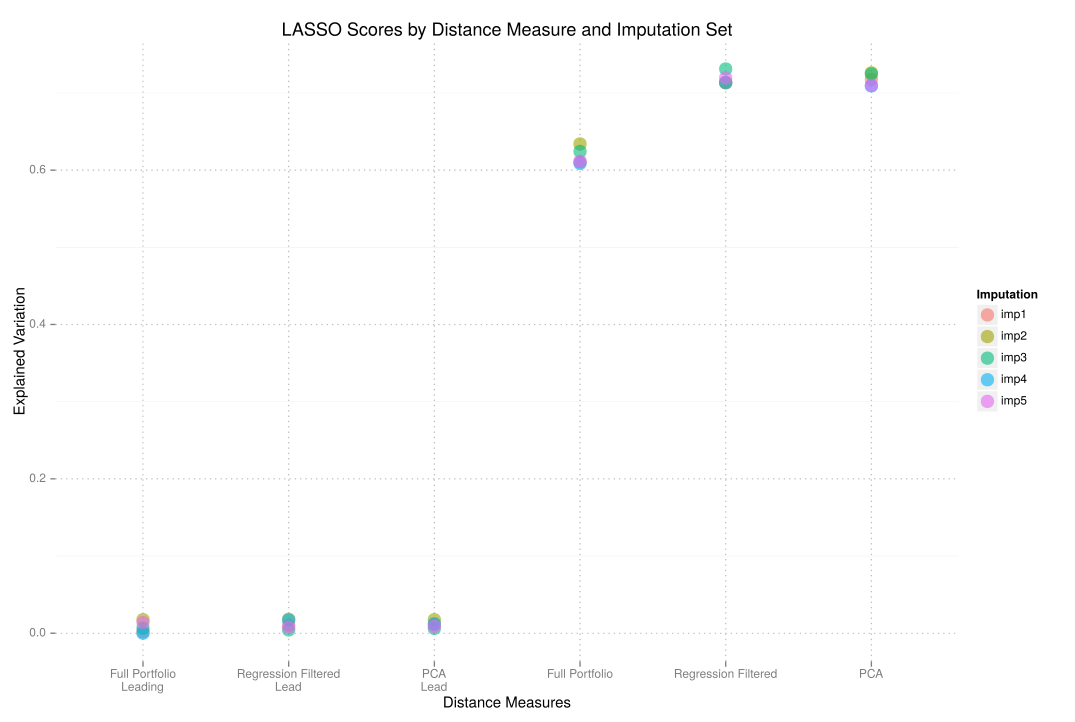 LASSO Scores by Distance Measure and Imputation Set
Explained Variation
0.6
0.4
0.2
0.0
Full Portfolio
Leading
Regression Filtered
Lead
PCA
Lead
Full Portfolio
Regression Filtered
PCA
Distance Measures
Imputation
imp1
imp2
imp3
imp4
imp5